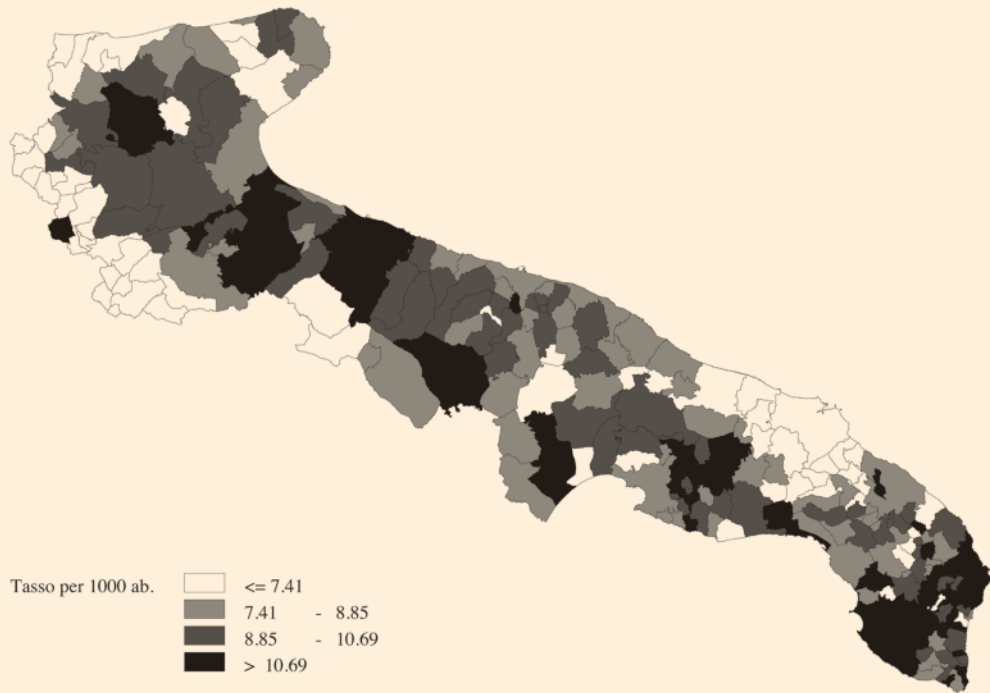 Tasso per 1000 ab.
<= 7.41
7.41 - 8.85
8.85 - 10.69
> 10.69